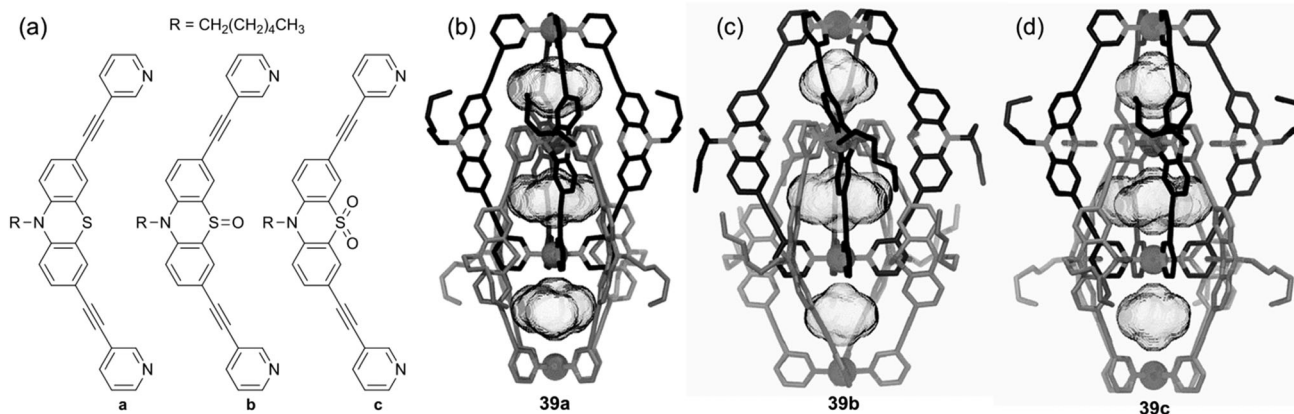 (a)
R = CH2(CH2)4CH3
N
N
N
R-N
S
R-N
S=O
R-N
S
O
O
N
N
N
a
b
c
(b)
39a
(c)
39b
(d)
39c